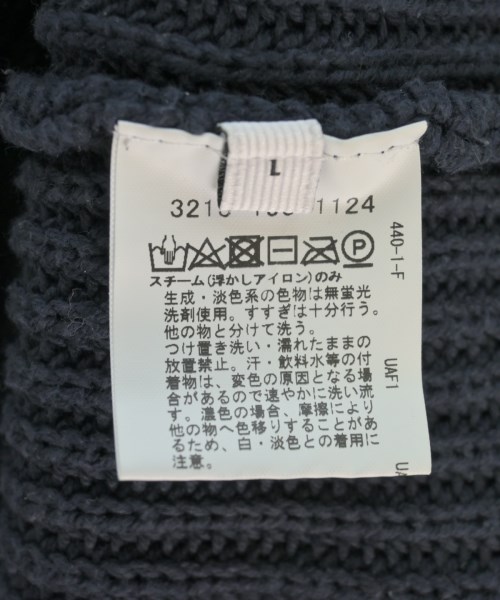 L
3210 1124
P
スチーム(浮かしアイロン)のみ
生成・淡色系の色物は無蛍光
洗剤使用。すすぎは十分行う。
他の物と分けて洗う。
つけ置き洗い・濡れたままの
放置禁止。汗・飲料水等の付
着物は、変色の原因となる場
合があるので速やかに洗い流
す。濃色の場合、摩擦により
他の物へ色移りすることがあ
るため、白・淡色との着用に
注意。
440-1-F
UAF1
UA